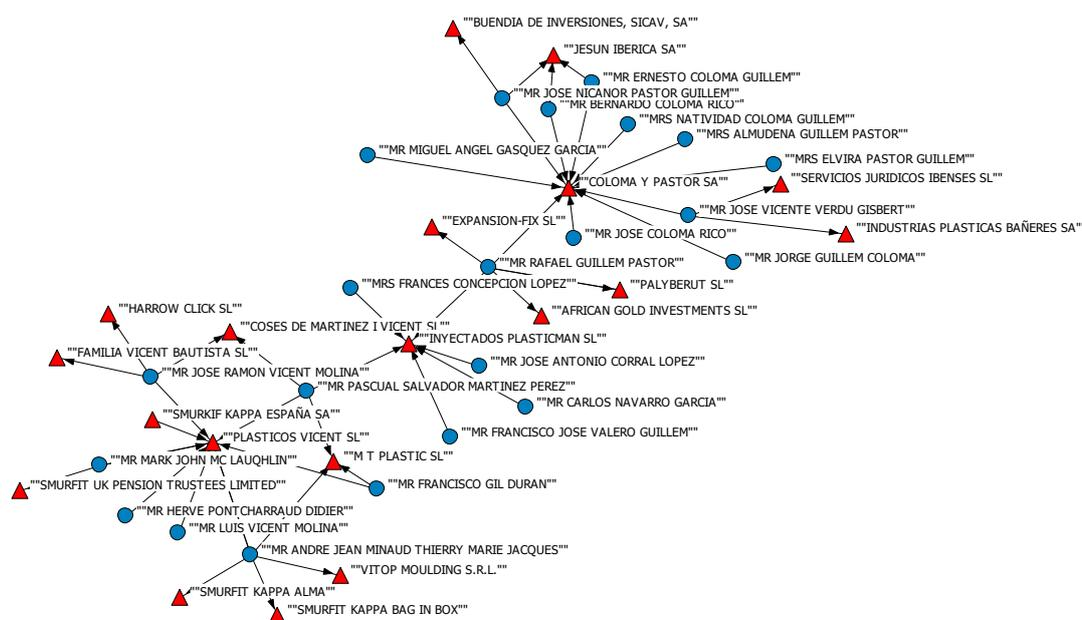 ""BUENDIA DE INVERSIONES, SICAV, SA""
""JESUN IBERICA SA""
""MR ERNESTO COLOMA GUILLEM""
""MR JOSE NICANOR PASTOR GUILLEM""
""MR BERNARDO COLOMA RICO""
""MRS NATIVIDAD COLOMA GUILLEM""
""MRS ALMUDENA GUILLEM PASTOR""
""MR MIGUEL ANGEL GASQUEZ GARCIA""
""MRS ELVIRA PASTOR GUILLEM""
""SERVICIOS JURIDICOS IBENSES SL""
""COLOMA Y PASTOR SA""
""MR JOSE VICENTE VERDU GISBERT""
""EXPANSION-FIX SL""
""INDUSTRIAS PLASTICAS BAÑERES SA"
""MR JOSE COLOMA RICO""
""MR JORGE GUILLEM COLOMA""
""MR RAFAEL GUILLEM PASTOR""
""MRS FRANCES CONCEPCION LOPEZ""
""PALYBERUT SL""
""HARROW CLICK SL""
""AFRICAN GOLD INVESTMENTS SL""
""COSES DE MARTINEZ I VICENT SL""
""INYECTADOS PLASTICMAN SL""
""FAMILIA VICENT BAUTISTA SL""
""MR JOSE ANTONIO CORRAL LOPEZ""
""MR JOSE RAMON VICENT MOLINA""
""MR PASCUAL SALVADOR MARTINEZ PEREZ""
""MR CARLOS NAVARRO GARCIA""
""SMURKIF KAPPA ESPAÑA SA""
""MR FRANCISCO JOSE VALERO GUILLEM""
""PLASTICOS VICENT SL""
""M T PLASTIC SL""
""MR MARK JOHN MC LAUQHLIN""
""SMURFIT UK PENSION TRUSTEES LIMITED""
""MR FRANCISCO GIL DURAN""
""MR HERVE PONTCHARRAUD DIDIER""
""MR LUIS VICENT MOLINA""
""MR ANDRE JEAN MINAUD THIERRY MARIE JACQUES""
""VITOP MOULDING S.R.L.""
""SMURFIT KAPPA ALMA""
""SMURFIT KAPPA BAG IN BOX""